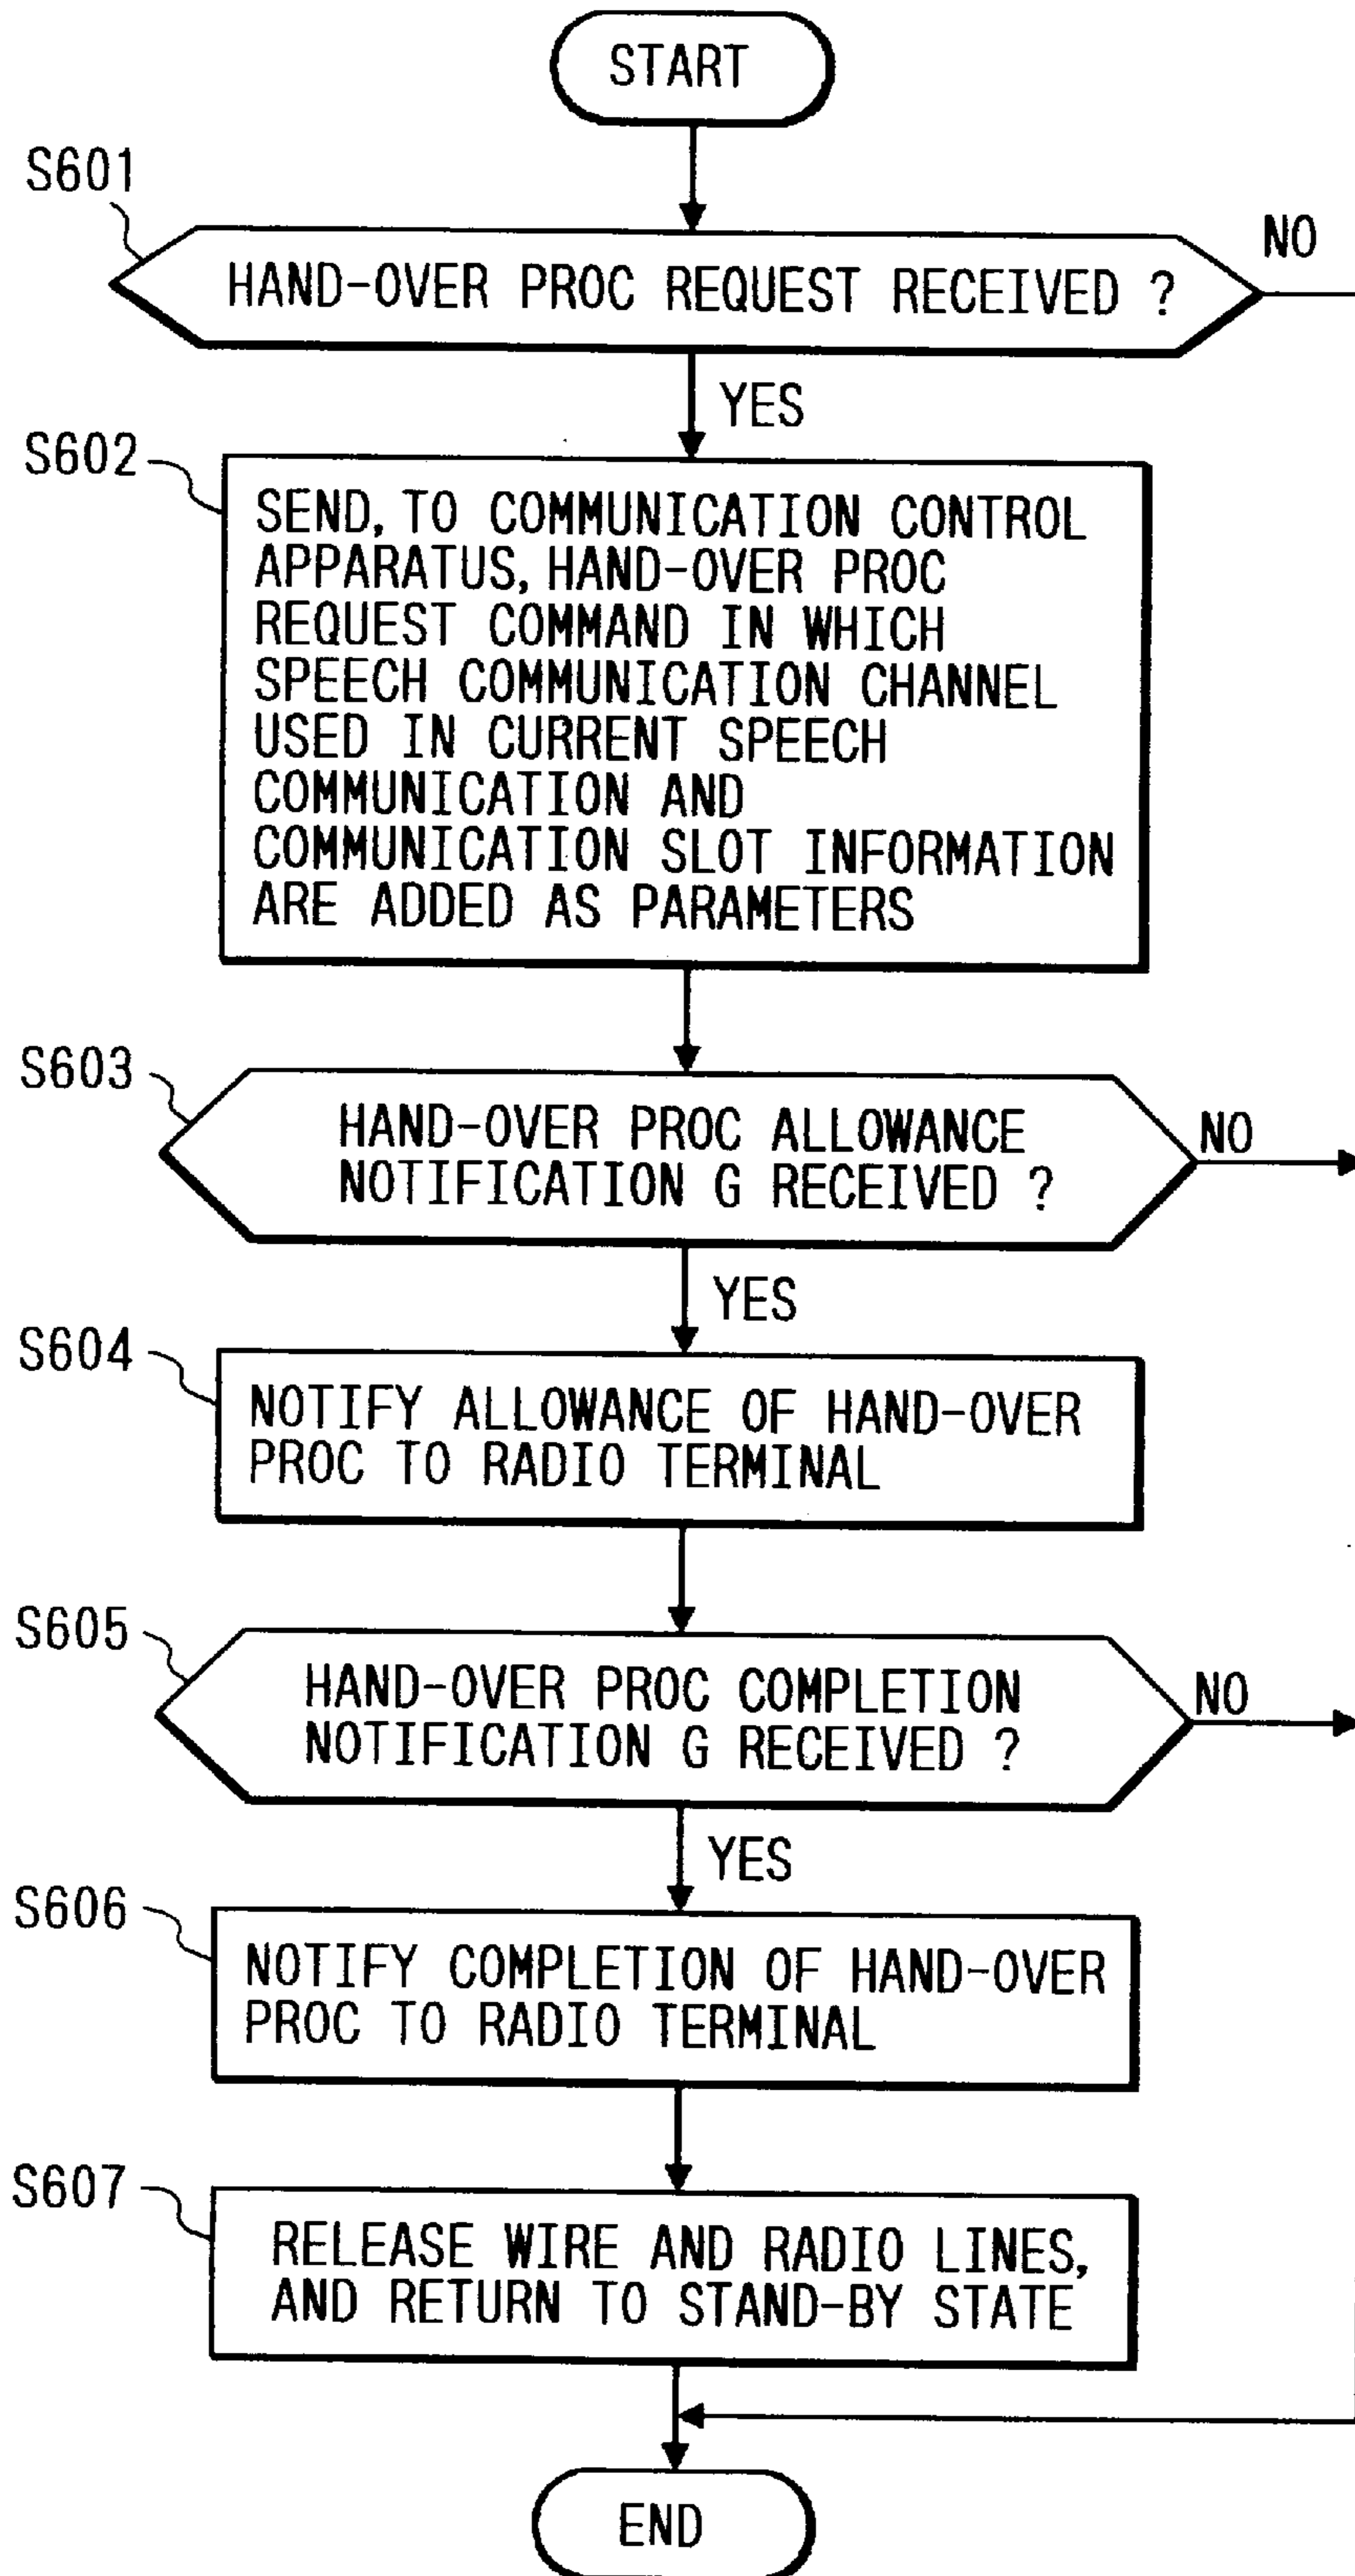 START
S601
HAND-OVER PROC REQUEST RECEIVED ?
NO
YES
S602
SEND, TO COMMUNICATION CONTROL
APPARATUS, HAND-OVER PROC
REQUEST COMMAND IN WHICH
SPEECH COMMUNICATION CHANNEL
USED IN CURRENT SPEECH
COMMUNICATION AND
COMMUNICATION SLOT INFORMATION
ARE ADDED AS PARAMETERS
S603
HAND-OVER PROC ALLOWANCE
NOTIFICATION G RECEIVED ?
NO
YES
S604
NOTIFY ALLOWANCE OF HAND-OVER
PROC TO RADIO TERMINAL
S605
HAND-OVER PROC COMPLETION
NOTIFICATION G RECEIVED ?
NO
YES
S606
NOTIFY COMPLETION OF HAND-OVER
PROC TO RADIO TERMINAL
S607
RELEASE WIRE AND RADIO LINES,
AND RETURN TO STAND-BY STATE
END